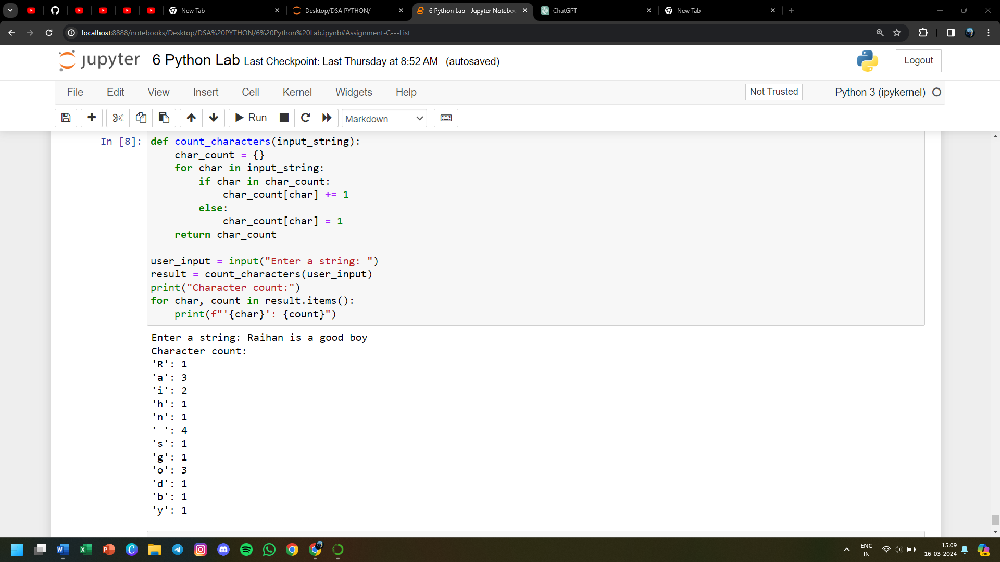 New Tab
Desktop/DSA PYTHON/
6 Python Lab - Jupyter Notebo
ChatGPT
New Tab
localhost:8888/notebooks/Desktop/DSA%20PYTHON/6%20Python%20Lab.ipynb#Assignment-C---List
jupyter 6 Python Lab Last Checkpoint: Last Thursday at 8:52 AM (autosaved)
Logout
File Edit View Insert Cell Kernel Widgets Help
Not Trusted
Python 3 (ipykernel)
Run
Markdown
In [8]:
def count_characters(input_string):
    char_count = {}
    for char in input_string:
        if char in char_count:
            char_count[char] += 1
        else:
            char_count[char] = 1
    return char_count
user_input = input("Enter a string: ")
result = count_characters(user_input)
print("Character count:")
for char, count in result.items():
    print(f"'{char}': {count}")
Enter a string: Raihan is a good boy
Character count:
'R': 1
'a': 3
'i': 2
'h': 1
'n': 1
' ': 4
's': 1
'g': 1
'o': 3
'd': 1
'b': 1
'y': 1
ENG
IN
15:09
16-03-2024
PRE